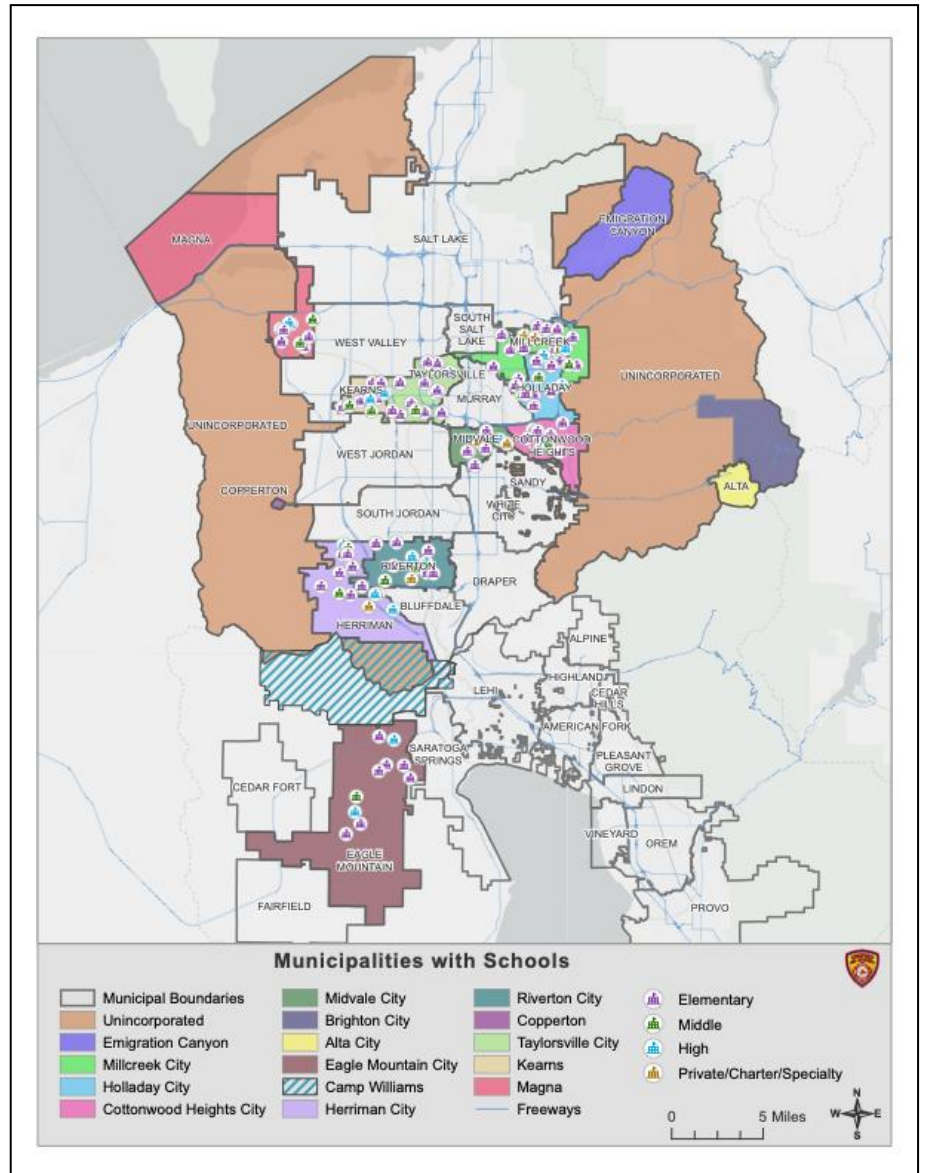 EMIGRATION
CANYON
MAGNA
SALT LAKE
SOUTH
SALT
LAKE
WEST VALLEY
MILLCREEK
TAYLORSVILLE
UNINCORPORATED
KEARNS
HOLLADAY
MURRAY
UNINCORPORATED
MIDVALE
COTTONWOOD
HEIGHTS
WEST JORDAN
SANDY
ALTA
COPPERTON
WHITE
CITY
SOUTH JORDAN
RIVERTON
DRAPER
BLUFFDALE
HERRIMAN
ALPINE
HIGHLAND
LEHI
CEDAR
HILLS
AMERICAN FORK
SARATOGA
SPRINGS
PLEASANT
GROVE
CEDAR FORT
LINDON
VINEYARD
OREM
EAGLE
MOUNTAIN
FAIRFIELD
PROVO
Municipalities with Schools
Municipal Boundaries
Unincorporated
Emigration Canyon
Millcreek City
Holladay City
Cottonwood Heights City
Midvale City
Brighton City
Alta City
Eagle Mountain City
Camp Williams
Herriman City
Riverton City
Copperton
Taylorsville City
Kearns
Magna
Freeways
Elementary
Middle
High
Private/Charter/Specialty
0 5 Miles
N
W E
S